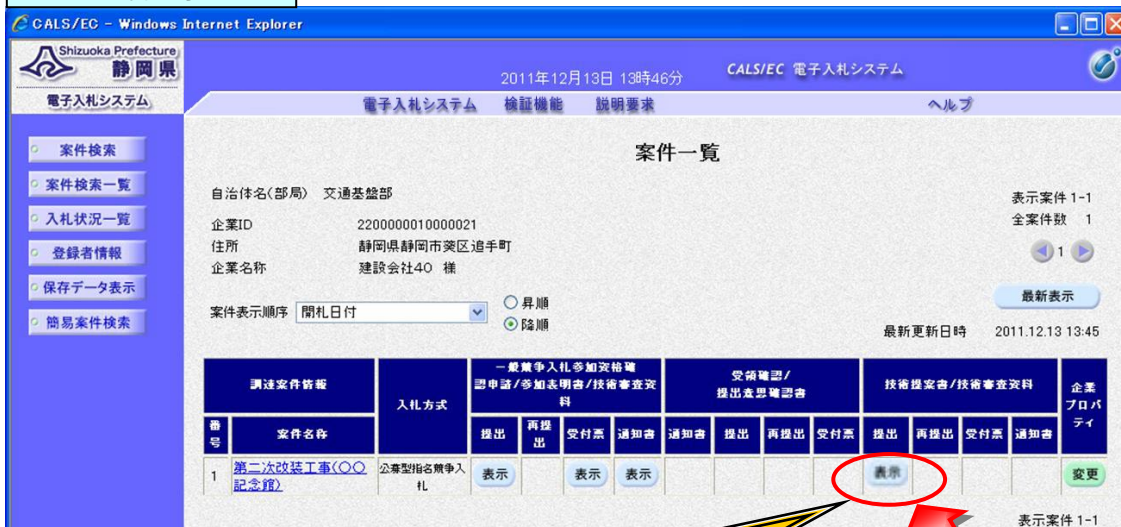 CALS/EC - Windows Internet Explorer
Shizuoka Prefecture
静岡県
電子入札システム
2011年12月13日 13時46分
CALS/EC 電子入札システム
電子入札システム 検証機能 説明要求 ヘルプ
案件検索
案件検索一覧
入札状況一覧
登録者情報
保存データ表示
簡易案件検索
案件一覧
自治体名(部局) 交通基盤部
企業ID 2200000010000021
住所 静岡県静岡市葵区追手町
企業名称 建設会社40 様
表示案件 1-1
全案件数 1
1
案件表示順序 開札日付
昇順
降順
最新表示
最新更新日時 2011.12.13 13:45
調達案件情報
入札方式
一般競争入札参加資格確認申請/参加表明書/技術審査資料
受領確認/提出意思確認書
技術提案書/技術審査資料
企業プロパティ
番号 案件名称 提出 再提出 受付票 通知書 通知書 提出 再提出 受付票 提出 再提出 受付票 通知書
1 第二次改装工事(〇〇記念館) 公募型指名競争入札 表示 表示 表示 表示 変更
表示案件 1-1